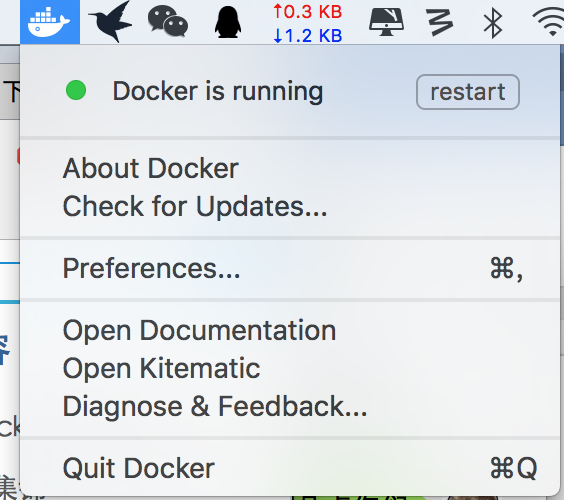 ↑0.3 KB
↓1.2 KB
下
Docker is running
restart
About Docker
Check for Updates...
Preferences...
⌘,
Open Documentation
Open Kitematic
Diagnose & Feedback...
Quit Docker
⌘Q